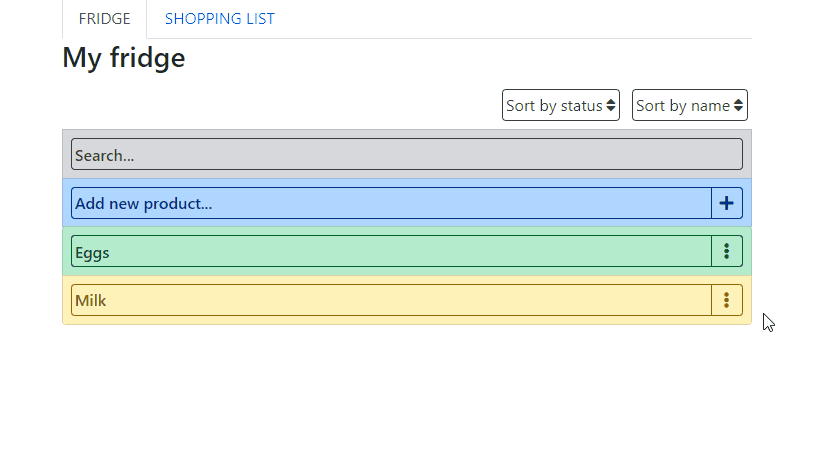 FRIDGE SHOPPING LIST
My fridge
Sort by status Sort by name
Search...
Add new product...
Eggs
Milk